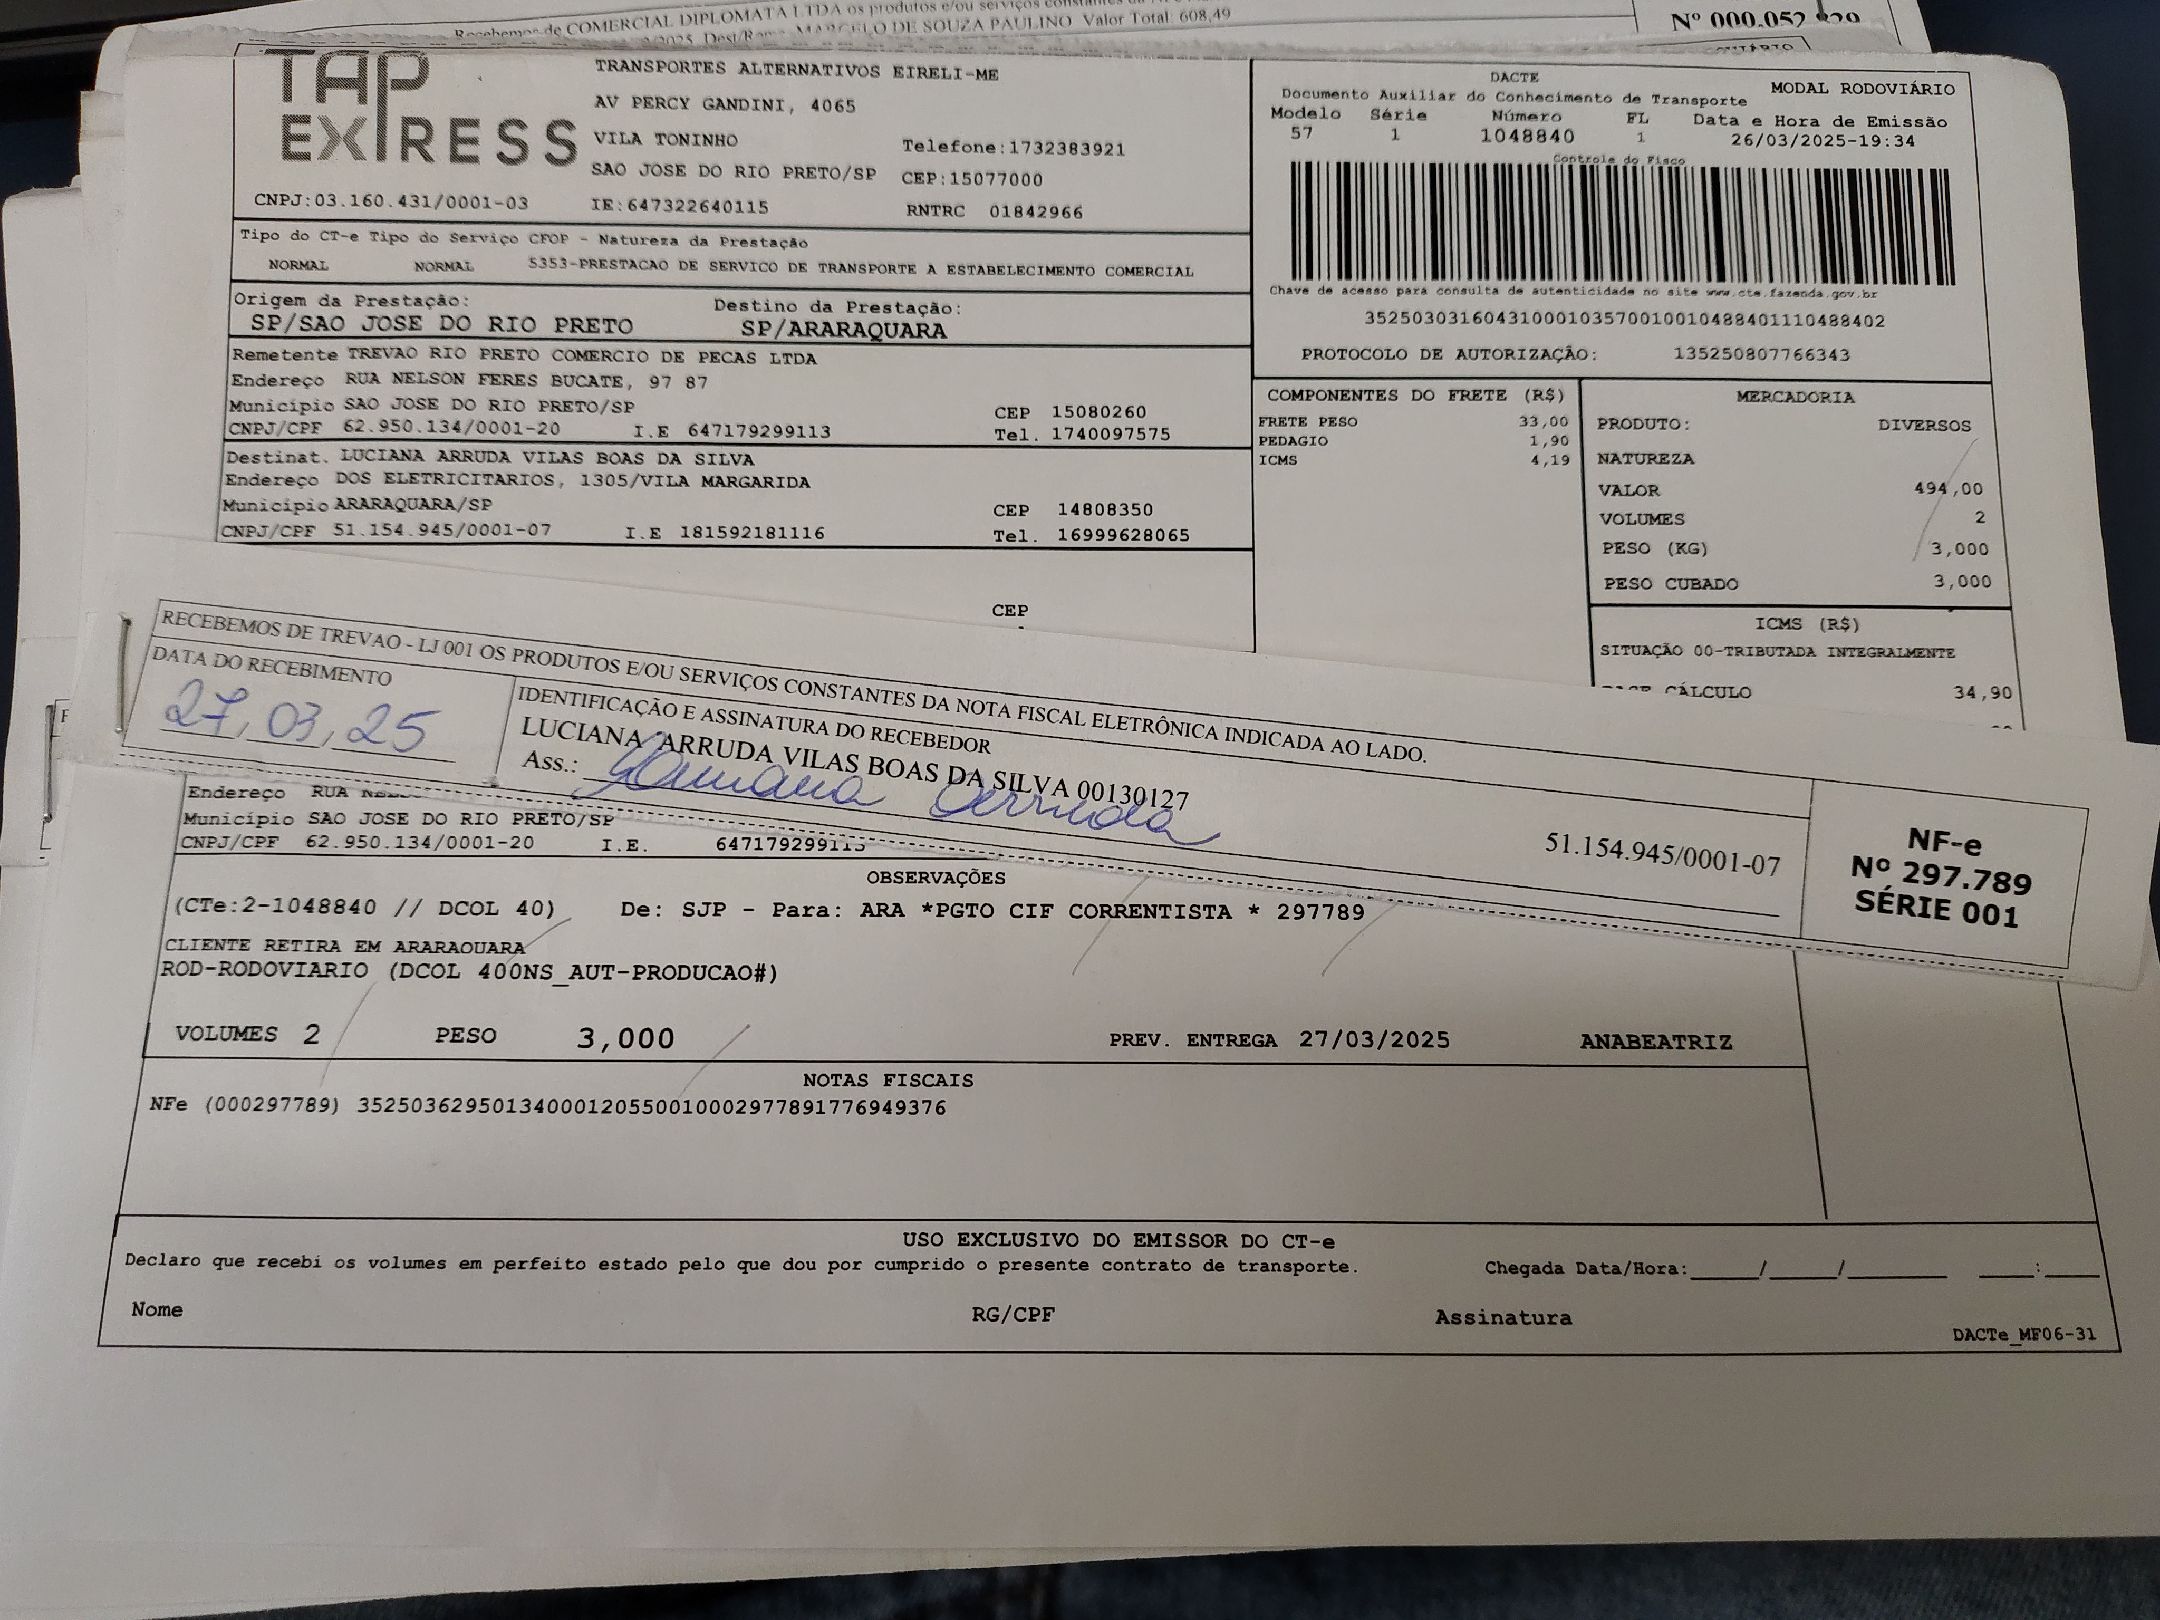 Recebemos de COMERCIAL DIPLOMATA LTDA os produtos e/ou serviços
Dest/ MARCELO DE SOUZA PAULINO Valor Total: 608,49
Nº 000.052
TAP EXPRESS
TRANSPORTES ALTERNATIVOS EIRELI-ME
AV PERCY GANDINI, 4065
VILA TONINHO Telefone:1732383921
SAO JOSE DO RIO PRETO/SP CEP:15077000
CNPJ:03.160.431/0001-03 IE:647322640115 RNTRC 01842966
DACTE MODAL RODOVIÁRIO
Documento Auxiliar do Conhecimento de Transporte
Modelo Série Número FL Data e Hora de Emissão
57 1 1048840 1 26/03/2025-19:34
Controle do Fisco
Chave de acesso para consulta de autenticidade no site www.cte.fazenda.gov.br
35250303160431000103570010010488401110488402
PROTOCOLO DE AUTORIZAÇÃO: 135250807766343
Tipo do CT-e Tipo do Serviço CFOP - Natureza da Prestação
NORMAL NORMAL 5353-PRESTACAO DE SERVICO DE TRANSPORTE A ESTABELECIMENTO COMERCIAL
Origem da Prestação: Destino da Prestação:
SP/SAO JOSE DO RIO PRETO SP/ARARAQUARA
Remetente TREVAO RIO PRETO COMERCIO DE PECAS LTDA
Endereço RUA NELSON FERES BUCATE, 97 87
Município SAO JOSE DO RIO PRETO/SP CEP 15080260
CNPJ/CPF 62.950.134/0001-20 I.E 647179299113 Tel. 1740097575
Destinat. LUCIANA ARRUDA VILAS BOAS DA SILVA
Endereço DOS ELETRICITARIOS, 1305/VILA MARGARIDA
Município ARARAQUARA/SP CEP 14808350
CNPJ/CPF 51.154.945/0001-07 I.E 181592181116 Tel. 16999628065
CEP
COMPONENTES DO FRETE (R$)
FRETE PESO 33,00
PEDAGIO 1,90
ICMS 4,19
MERCADORIA
PRODUTO: DIVERSOS
NATUREZA
VALOR 494,00
VOLUMES 2
PESO (KG) 3,000
PESO CUBADO 3,000
ICMS (R$)
SITUAÇÃO 00-TRIBUTADA INTEGRALMENTE
CÁLCULO 34,90
RECEBEMOS DE TREVAO - LJ 001 OS PRODUTOS E/OU SERVIÇOS CONSTANTES DA NOTA FISCAL ELETRÔNICA INDICADA AO LADO.
DATA DO RECEBIMENTO
27, 03, 25
IDENTIFICAÇÃO E ASSINATURA DO RECEBEDOR
LUCIANA ARRUDA VILAS BOAS DA SILVA 00130127
Ass.: Arruda
51.154.945/0001-07
NF-e
Nº 297.789
SÉRIE 001
Endereço RUA
Município SAO JOSE DO RIO PRETO/SP
CNPJ/CPF 62.950.134/0001-20 I.E. 647179299113
OBSERVAÇÕES
(CTe:2-1048840 // DCOL 40) De: SJP - Para: ARA *PGTO CIF CORRENTISTA * 297789
CLIENTE RETIRA EM ARARAQUARA
ROD-RODOVIARIO (DCOL 400NS_AUT-PRODUCAO#)
VOLUMES 2 PESO 3,000 PREV. ENTREGA 27/03/2025 ANABEATRIZ
NOTAS FISCAIS
NFe (000297789) 35250362950134000120550010002977891776949376
USO EXCLUSIVO DO EMISSOR DO CT-e
Declaro que recebi os volumes em perfeito estado pelo que dou por cumprido o presente contrato de transporte. Chegada Data/Hora:_____/_____/_______ ____:____
Nome RG/CPF Assinatura
DACTe_MF06-31